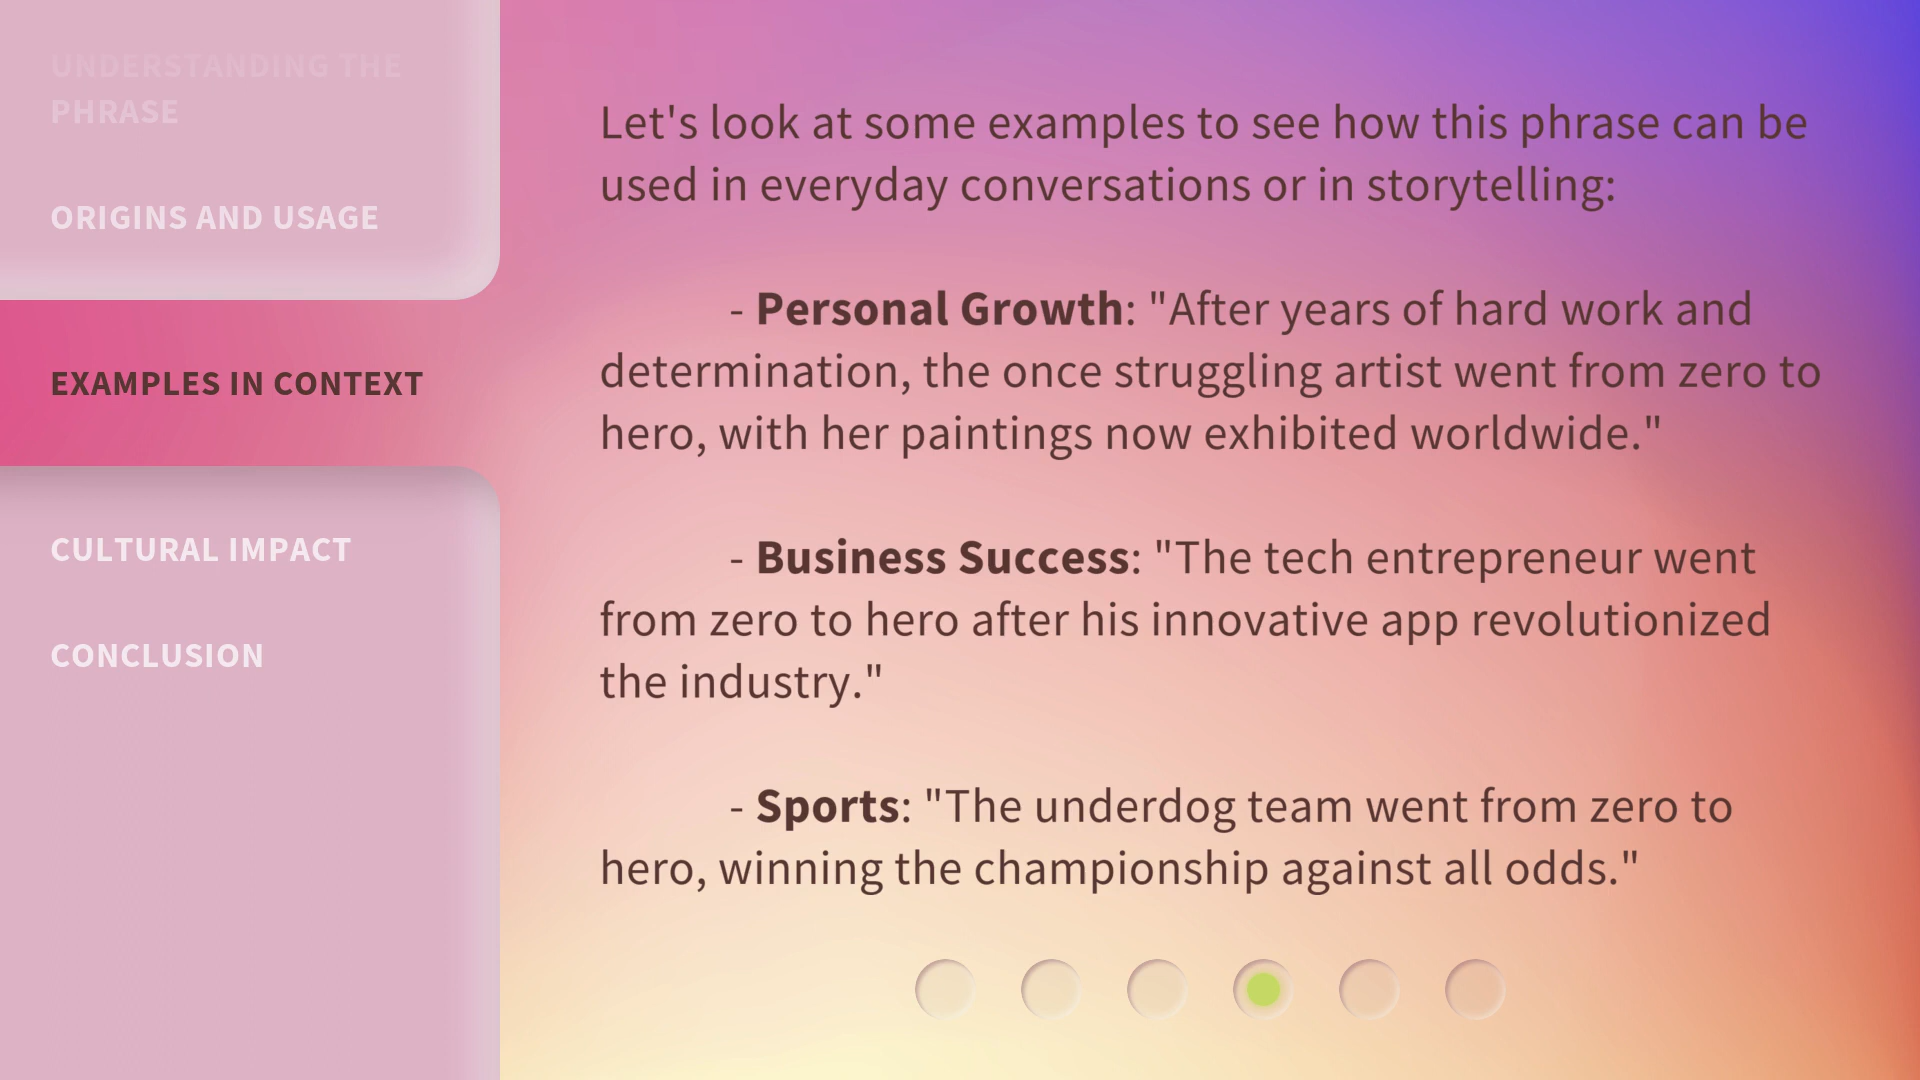 UNDERSTANDING THE
PHRASE
ORIGINS AND USAGE
EXAMPLES IN CONTEXT
CULTURAL IMPACT
CONCLUSION
Let's look at some examples to see how this phrase can be
used in everyday conversations or in storytelling:
- Personal Growth: "After years of hard work and
determination, the once struggling artist went from zero to
hero, with her paintings now exhibited worldwide."
- Business Success: "The tech entrepreneur went
from zero to hero after his innovative app revolutionized
the industry."
- Sports: "The underdog team went from zero to
hero, winning the championship against all odds."